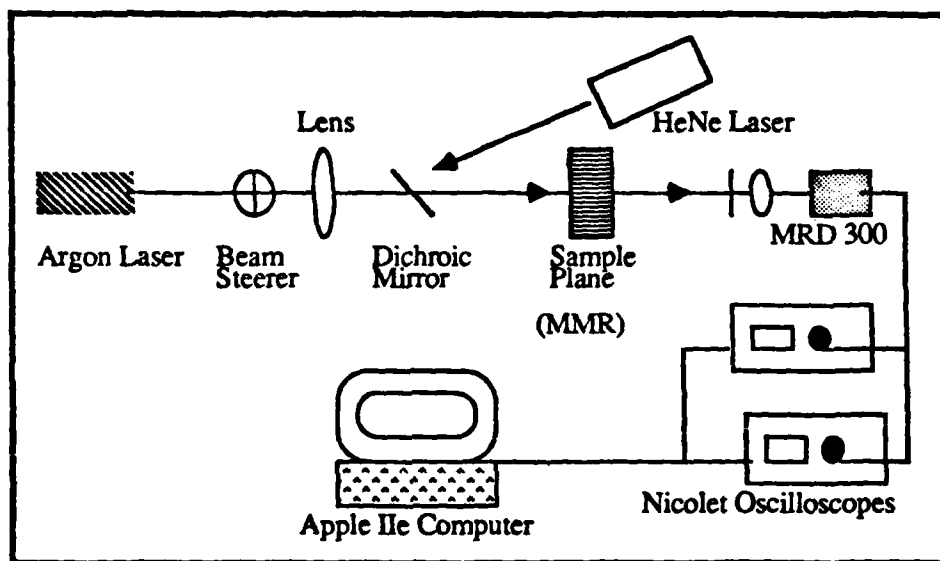 Lens
HeNe Laser
Argon Laser
Beam
Steerer
Dichroic
Mirror
Sample
Plane
(MMR)
MRD 300
Apple IIe Computer
Nicolet Oscilloscopes